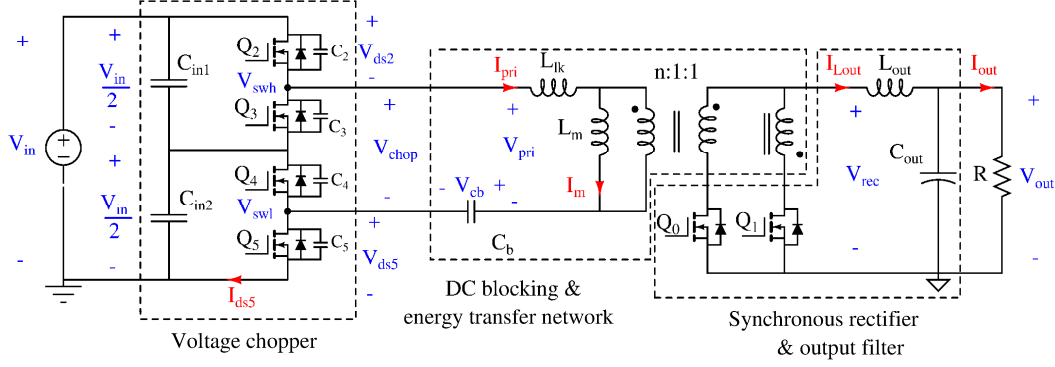 +
+
+
Q2
C2
Vds2
Cin1
Vin
2
-
Vswh
-
Ipri
Llk
n:1:1
ILout
Lout
Iout
Q3
C3
+
+
+
+
-
Vin
+
Vchop
Vpri
Lm
Vrec
Cout
R
Vout
Q4
C4
Vin
2
Cin2
Vswl
-
-
Vcb
+
-
Im
Q5
C5
+
Vds5
Cb
Q0
Q1
-
-
-
-
Ids5
-
DC blocking &
energy transfer network
Voltage chopper
Synchronous rectifier
& output filter